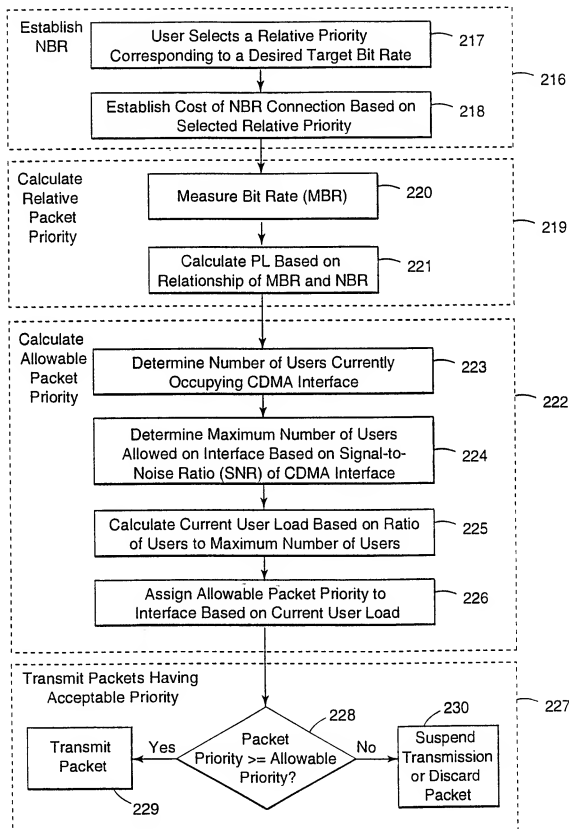 Establish
NBR
User Selects a Relative Priority
Corresponding to a Desired Target Bit Rate
217
216
Establish Cost of NBR Connection Based on
Selected Relative Priority
218
Calculate
Relative
Packet
Priority
Measure Bit Rate (MBR)
220
219
Calculate PL Based on
Relationship of MBR and NBR
221
Calculate
Allowable
Packet
Priority
Determine Number of Users Currently
Occupying CDMA Interface
223
222
Determine Maximum Number of Users
Allowed on Interface Based on Signal-to-
Noise Ratio (SNR) of CDMA Interface
224
Calculate Current User Load Based on Ratio
of Users to Maximum Number of Users
225
Assign Allowable Packet Priority to
Interface Based on Current User Load
226
Transmit Packets Having
Acceptable Priority
227
228
Packet
Priority >= Allowable
Priority?
Yes
Transmit
Packet
229
No
230
Suspend
Transmission
or Discard
Packet